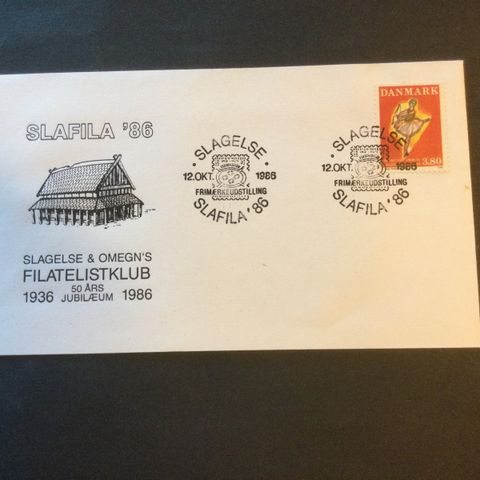 SLAFILA '86
SLAGELSE & OMEGN'S
FILATELISTKLUB
50 ÅRS
1936 JUBILÆUM 1986
· SLAGELSE ·
12.OKT. 1986
FRIMÆRKEUDSTILLING
SLAFILA '86
DANMARK
3.80
· SLAGELSE ·
12.OKT. 1986
FRIMÆRKEUDSTILLING
SLAFILA '86